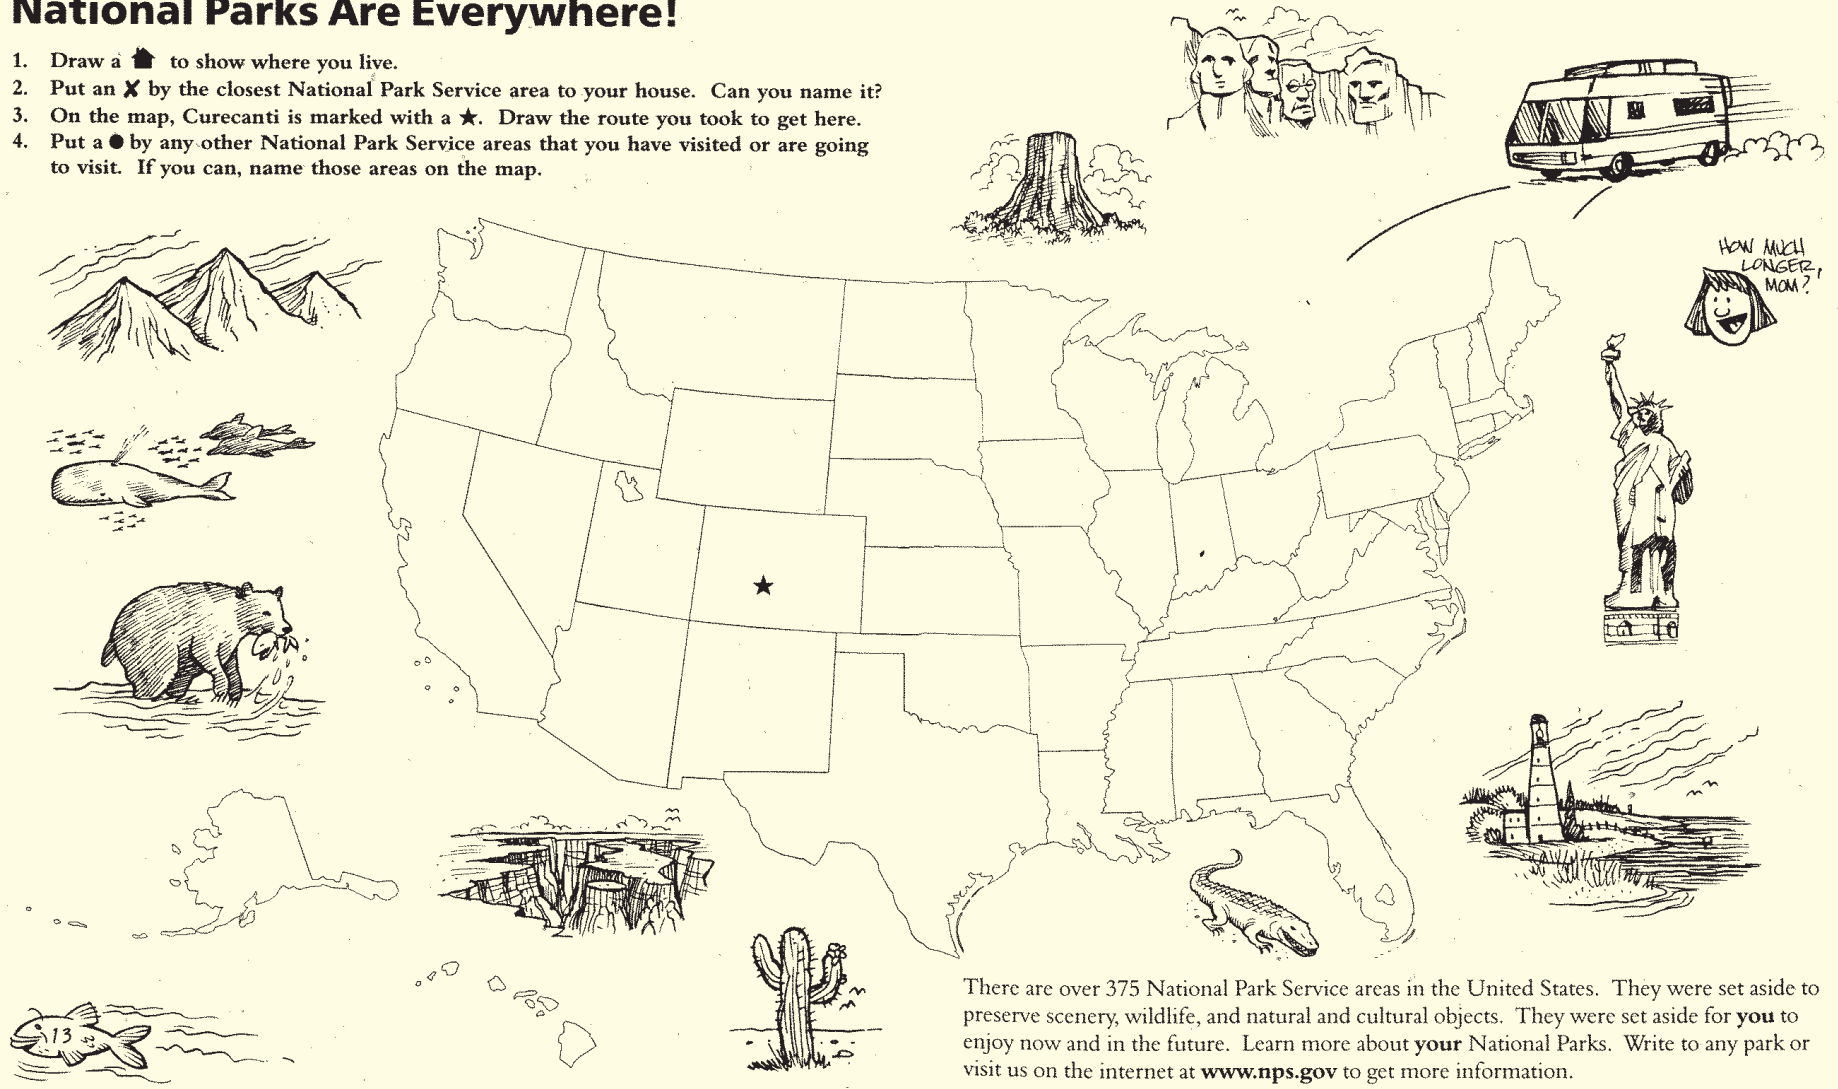 National Parks Are Everywhere!
1. Draw a to show where you live.
2. Put an ✗ by the closest National Park Service area to your house. Can you name it?
3. On the map, Curecanti is marked with a ★. Draw the route you took to get here.
4. Put a ● by any other National Park Service areas that you have visited or are going
to visit. If you can, name those areas on the map.
HOW MUCH
LONGER,
MOM?
13
There are over 375 National Park Service areas in the United States. They were set aside to
preserve scenery, wildlife, and natural and cultural objects. They were set aside for you to
enjoy now and in the future. Learn more about your National Parks. Write to any park or
visit us on the internet at www.nps.gov to get more information.